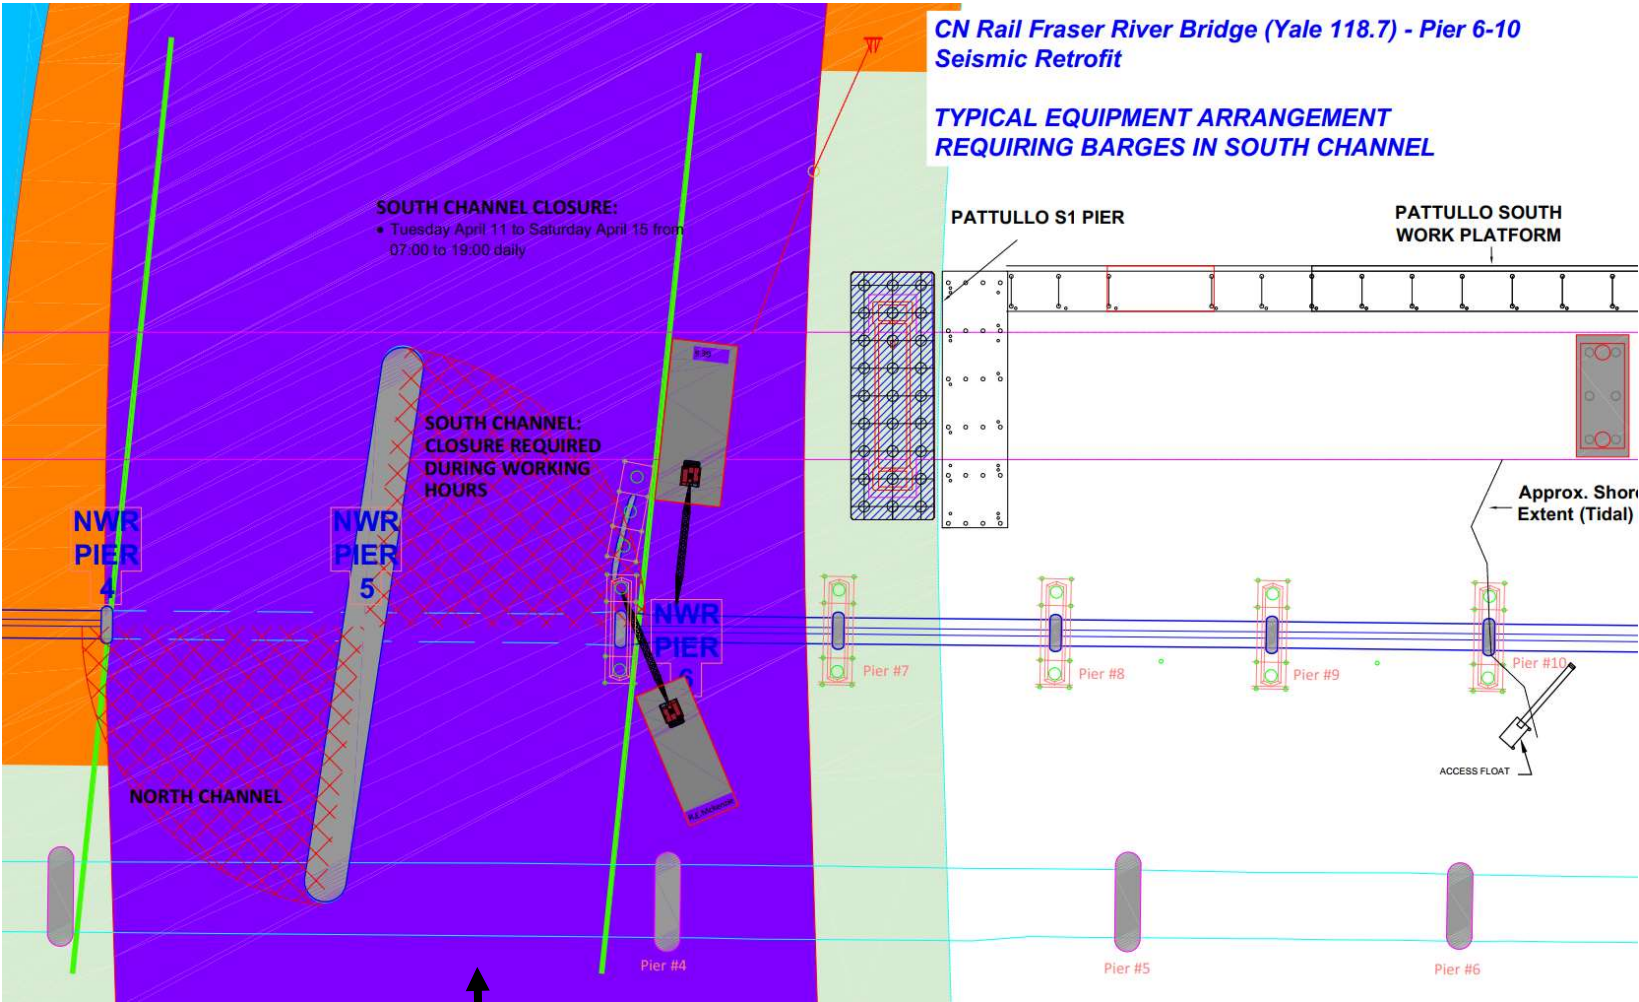 CN Rail Fraser River Bridge (Yale 118.7) - Pier 6-10
Seismic Retrofit
TYPICAL EQUIPMENT ARRANGEMENT
REQUIRING BARGES IN SOUTH CHANNEL
SOUTH CHANNEL CLOSURE:
• Tuesday April 11 to Saturday April 15 from
07:00 to 19:00 daily
PATTULLO S1 PIER
PATTULLO SOUTH
WORK PLATFORM
SOUTH CHANNEL:
CLOSURE REQUIRED
DURING WORKING
HOURS
Approx. Shore
Extent (Tidal)
NWR
PIER
4
NWR
PIER
5
NWR
PIER
6
Pier #7
Pier #8
Pier #9
Pier #10
ACCESS FLOAT
NORTH CHANNEL
Pier #4
Pier #5
Pier #6